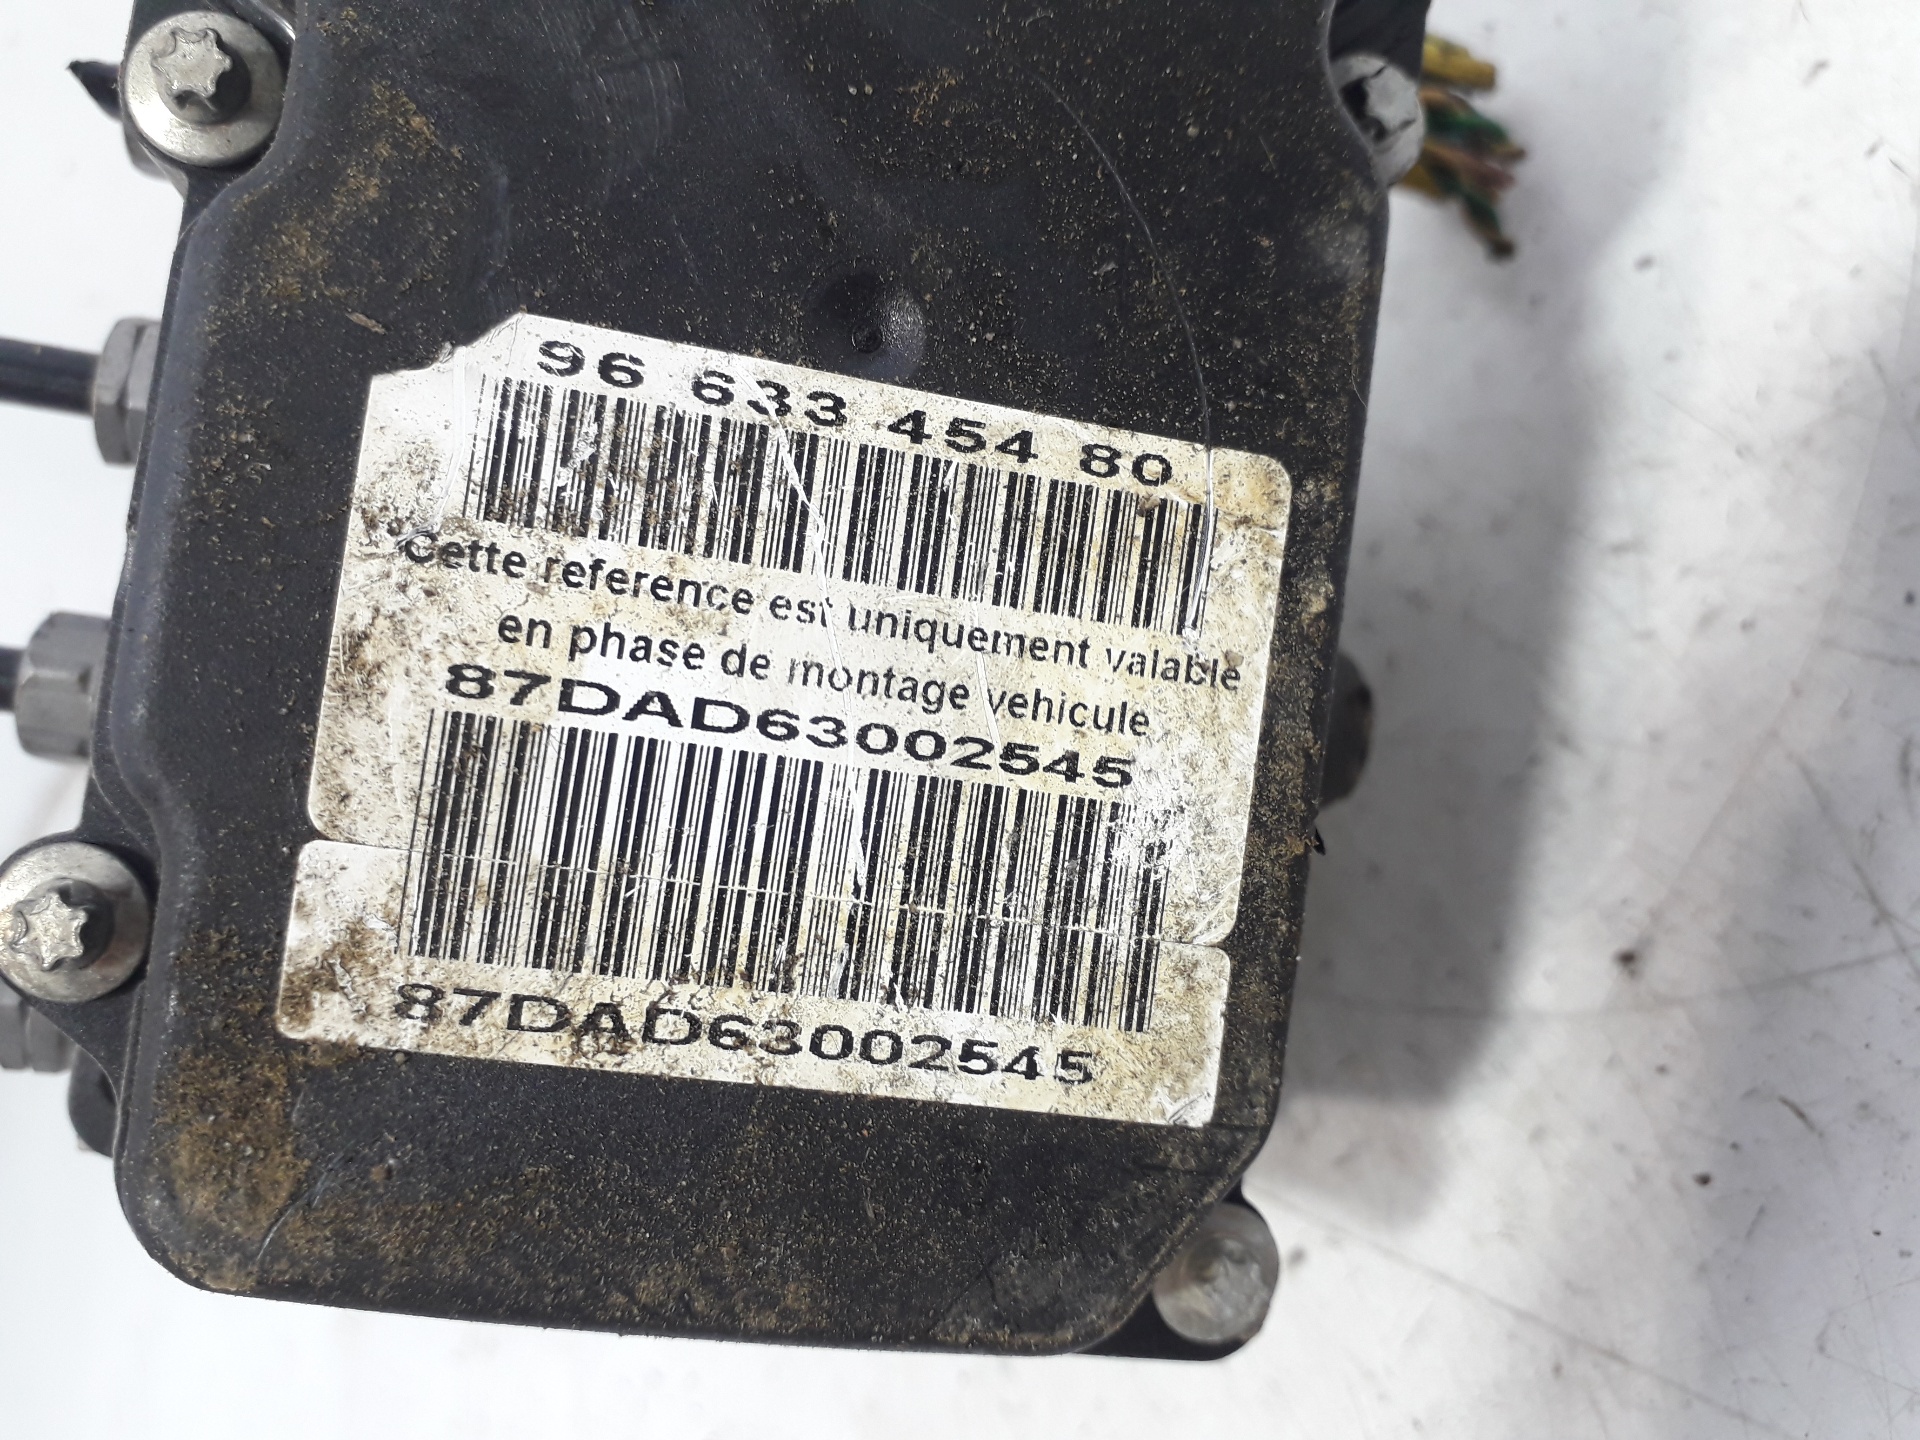 96 633 454 80
Cette reference est uniquement valable
en phase de montage vehicule
87DAD63002545
87DAD63002545